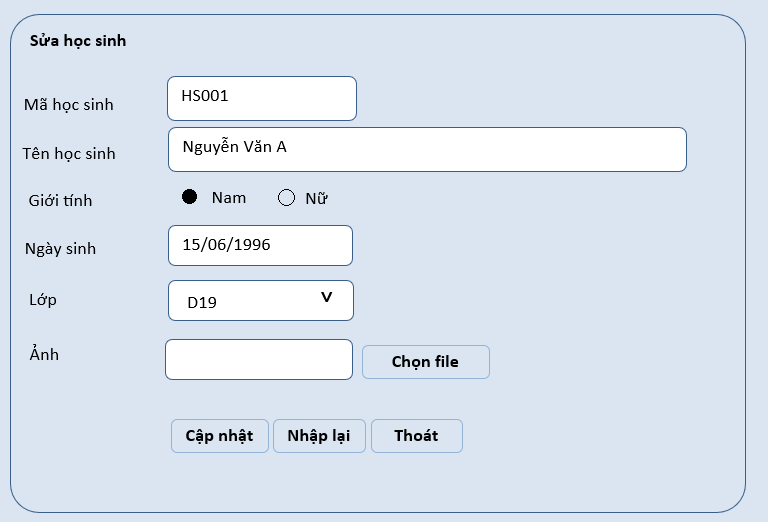 Sửa học sinh
Mã học sinh HS001
Tên học sinh Nguyễn Văn A
Giới tính Nam Nữ
Ngày sinh 15/06/1996
Lớp D19 V
Ảnh Chọn file
Cập nhật Nhập lại Thoát